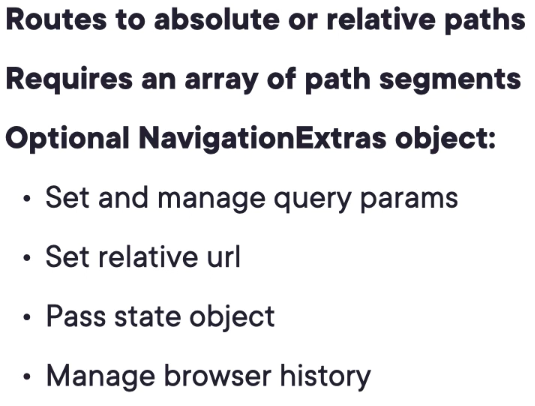 Routes to absolute or relative paths
Requires an array of path segments
Optional NavigationExtras object:
• Set and manage query params
• Set relative url
• Pass state object
• Manage browser history